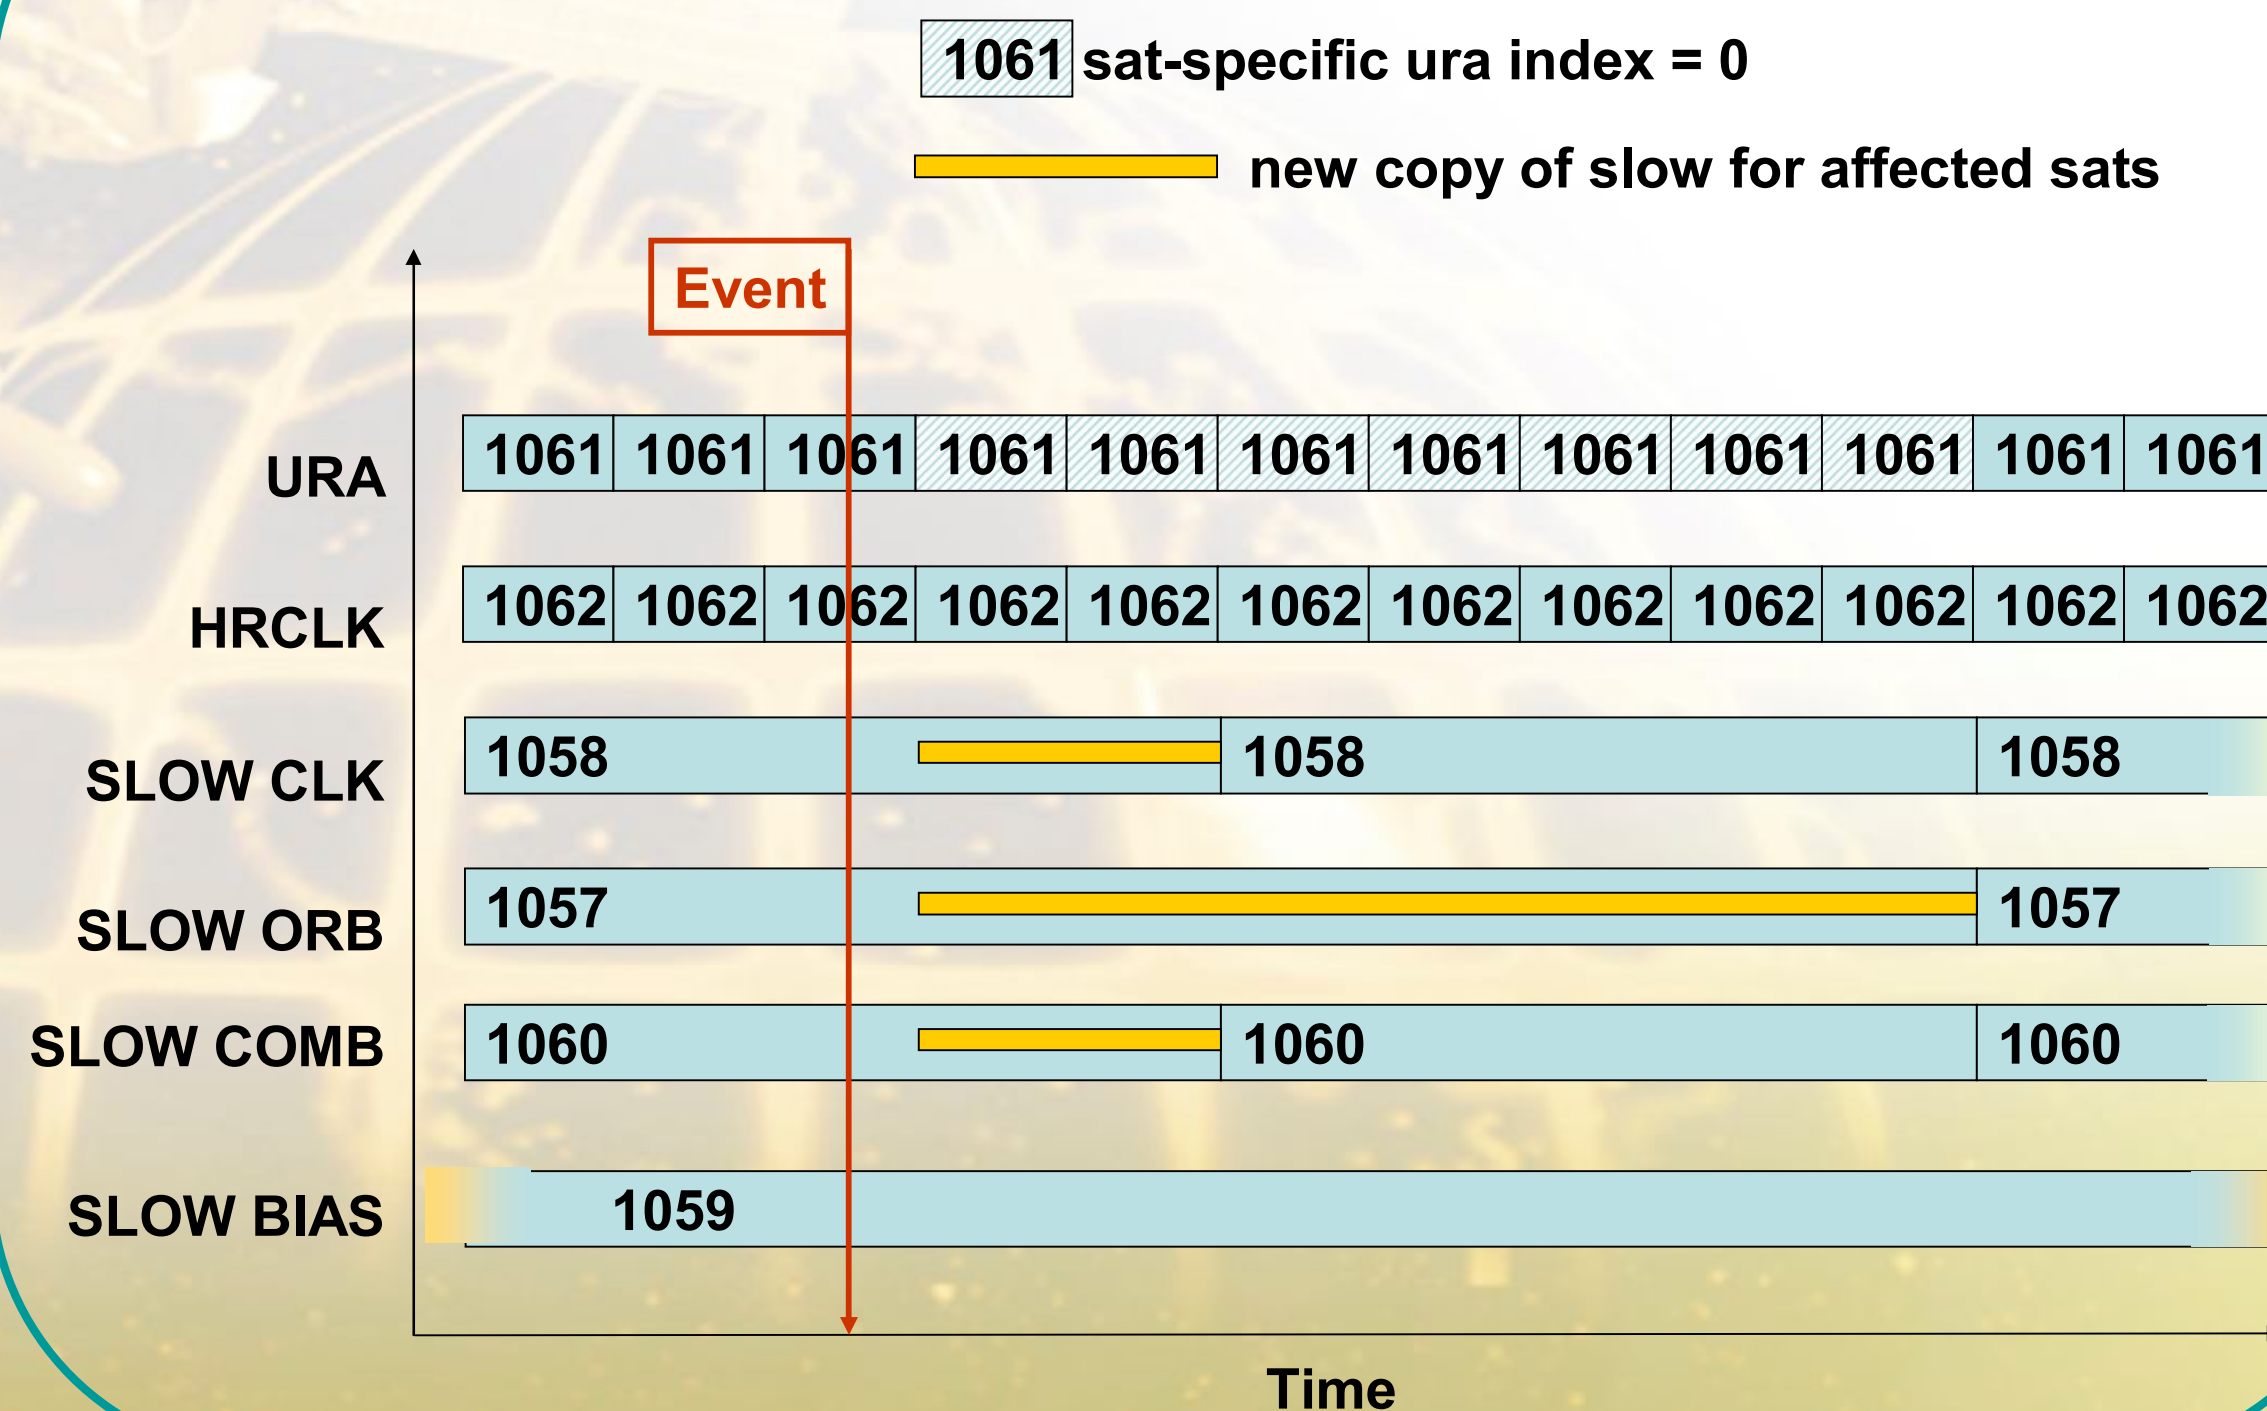 1061 sat-specific ura index = 0
new copy of slow for affected sats
Event
URA 1061 1061 1061 1061 1061 1061 1061 1061 1061 1061 1061 1061
HRCLK 1062 1062 1062 1062 1062 1062 1062 1062 1062 1062 1062 1062
SLOW CLK 1058 1058 1058
SLOW ORB 1057 1057
SLOW COMB 1060 1060 1060
SLOW BIAS 1059
Time